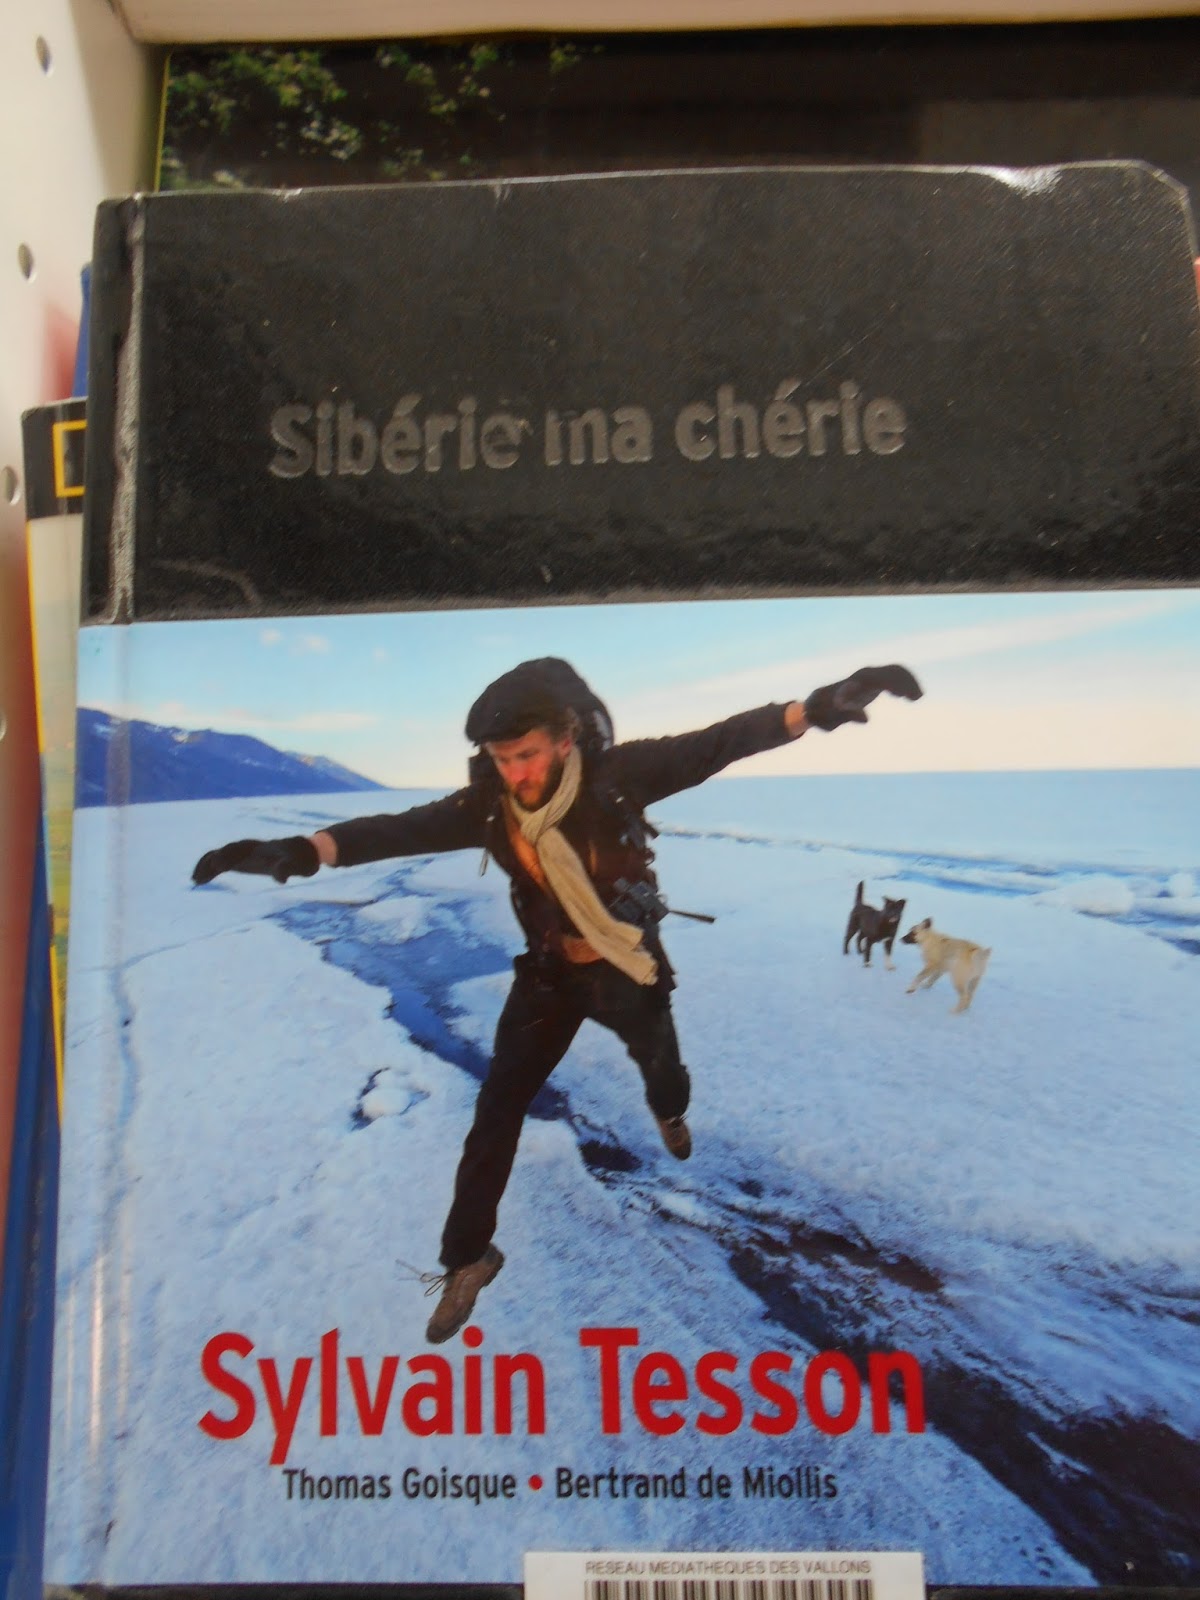 Sibérie ma chérie
Sylvain Tesson
Thomas Goisque • Bertrand de Miollis
RESEAU MEDIATHEQUES DES VALLONS